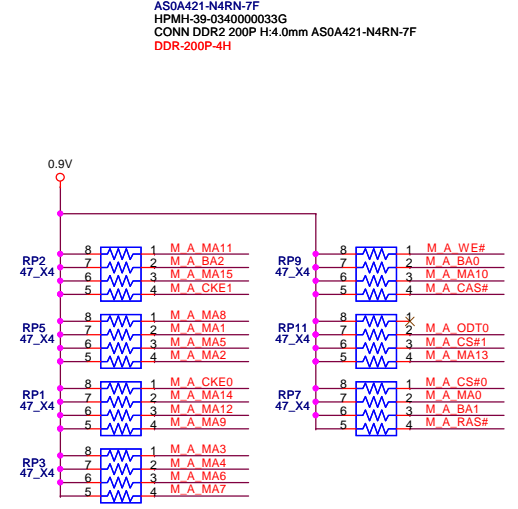 AS0A421-N4RN-7F
HPMH-39-0340000033G
CONN DDR2 200P H:4.0mm AS0A421-N4RN-7F
DDR-200P-4H
0.9V
RP2
47_X4
8 1 M_A_MA11
7 2 M_A_BA2
6 3 M_A_MA15
5 4 M_A_CKE1
RP5
47_X4
8 1 M_A_MA8
7 2 M_A_MA1
6 3 M_A_MA5
5 4 M_A_MA2
RP1
47_X4
8 1 M_A_CKE0
7 2 M_A_MA14
6 3 M_A_MA12
5 4 M_A_MA9
RP3
47_X4
8 1 M_A_MA3
7 2 M_A_MA4
6 3 M_A_MA6
5 4 M_A_MA7
RP9
47_X4
8 1 M_A_WE#
7 2 M_A_BA0
6 3 M_A_MA10
5 4 M_A_CAS#
RP11
47_X4
8 1
7 2 M_A_ODT0
6 3 M_A_CS#1
5 4 M_A_MA13
RP7
47_X4
8 1 M_A_CS#0
7 2 M_A_MA0
6 3 M_A_BA1
5 4 M_A_RAS#